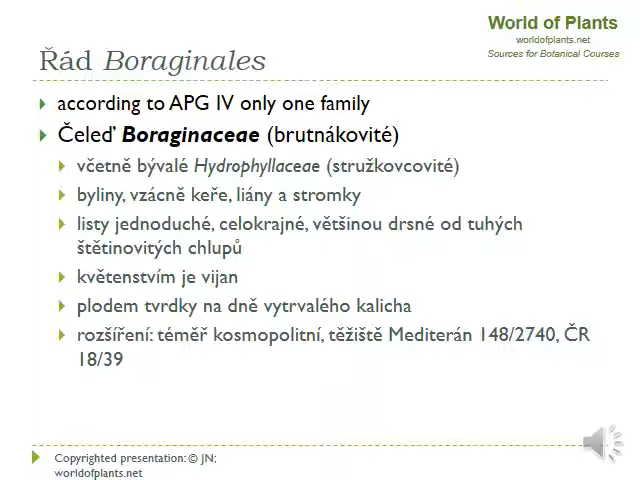 World of Plants
worldofplants.net
Sources for Botanical Courses
Řád Boraginales
according to APG IV only one family
Čeleď Boraginaceae (brutnákovité)
včetně bývalé Hydrophyllaceae (stružkovcovité)
byliny, vzácně keře, liány a stromky
listy jednoduché, celokrajné, většinou drsné od tuhých
štětinovitých chlupů
květenstvím je vijan
plodem tvrdky na dně vytrvalého kalicha
rozšíření: téměř kosmopolitní, těžiště Mediterán 148/2740, ČR
18/39
Copyrighted presentation: © JN;
worldofplants.net